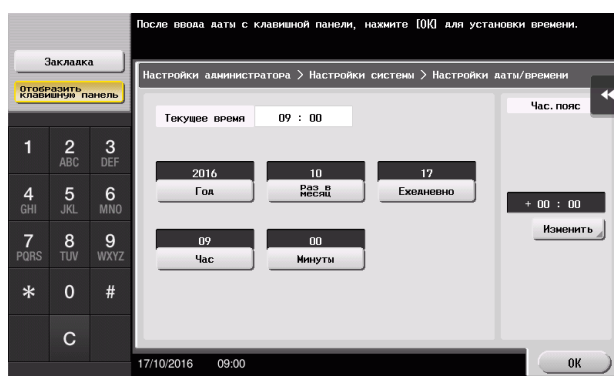 После ввода даты с клавишной панели, нажмите [OK] для установки времени.
Закладка
Отобразить
клавишную панель
Настройки администратора > Настройки системы > Настройки даты/времени
Текущее время 09 : 00
Час. пояс
2016 10 17
Год Раз в месяц Ежедневно
+ 00 : 00
Изменить
09 00
Час Минуты
1 2 3
ABC DEF
4 5 6
GHI JKL MNO
7 8 9
PQRS TUV WXYZ
* 0 #
C
17/10/2016 09:00
OK